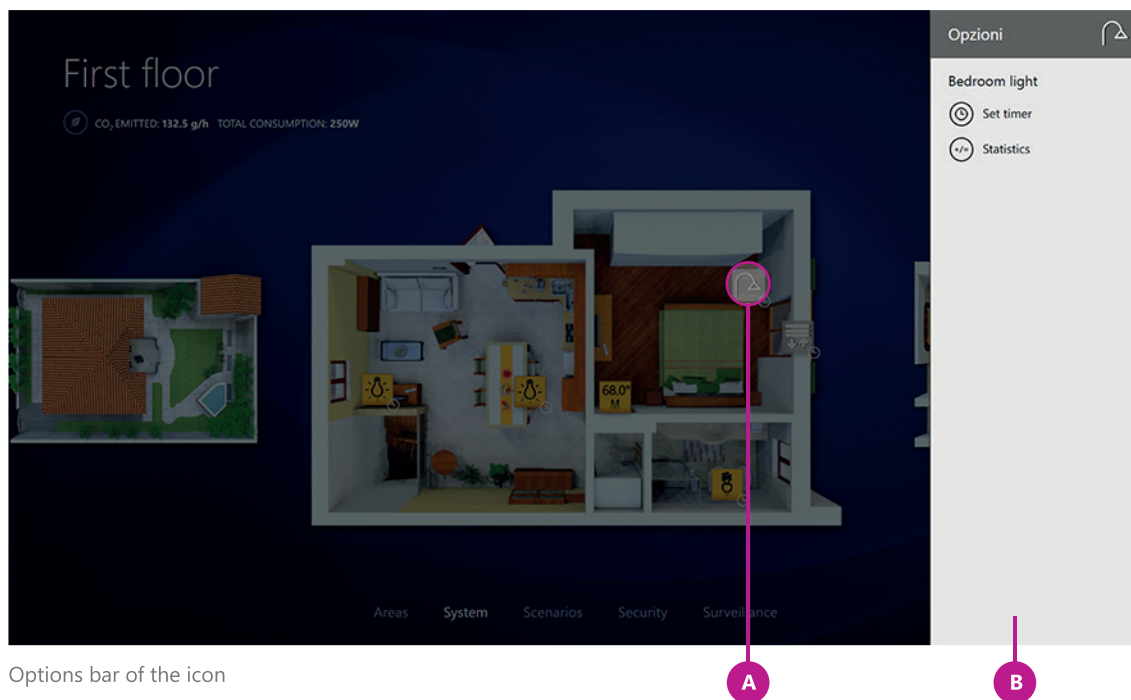 Opzioni
First floor
CO₂ EMITTED: 132.5 g/h TOTAL CONSUMPTION: 250W
Bedroom light
Set timer
+/= Statistics
68.0°
M
Areas System Scenarios Security Surveillance
Options bar of the icon
A B